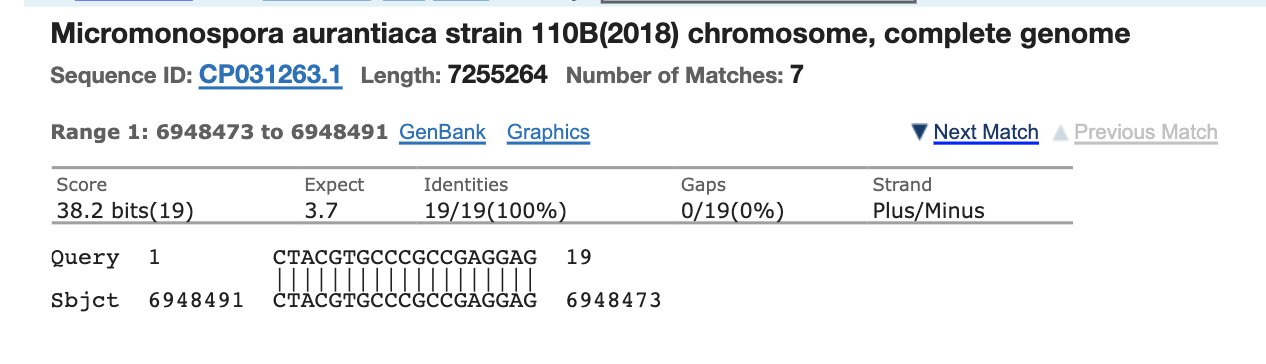 Micromonospora aurantiaca strain 110B(2018) chromosome, complete genome
Sequence ID: CP031263.1 Length: 7255264 Number of Matches: 7
Range 1: 6948473 to 6948491 GenBank Graphics ▼ Next Match ▲ Previous Match
Score Expect Identities Gaps Strand
38.2 bits(19) 3.7 19/19(100%) 0/19(0%) Plus/Minus
Query 1 CTACGTGCCCGCCGAGGAG 19
|||||||||||||||||||
Sbjct 6948491 CTACGTGCCCGCCGAGGAG 6948473